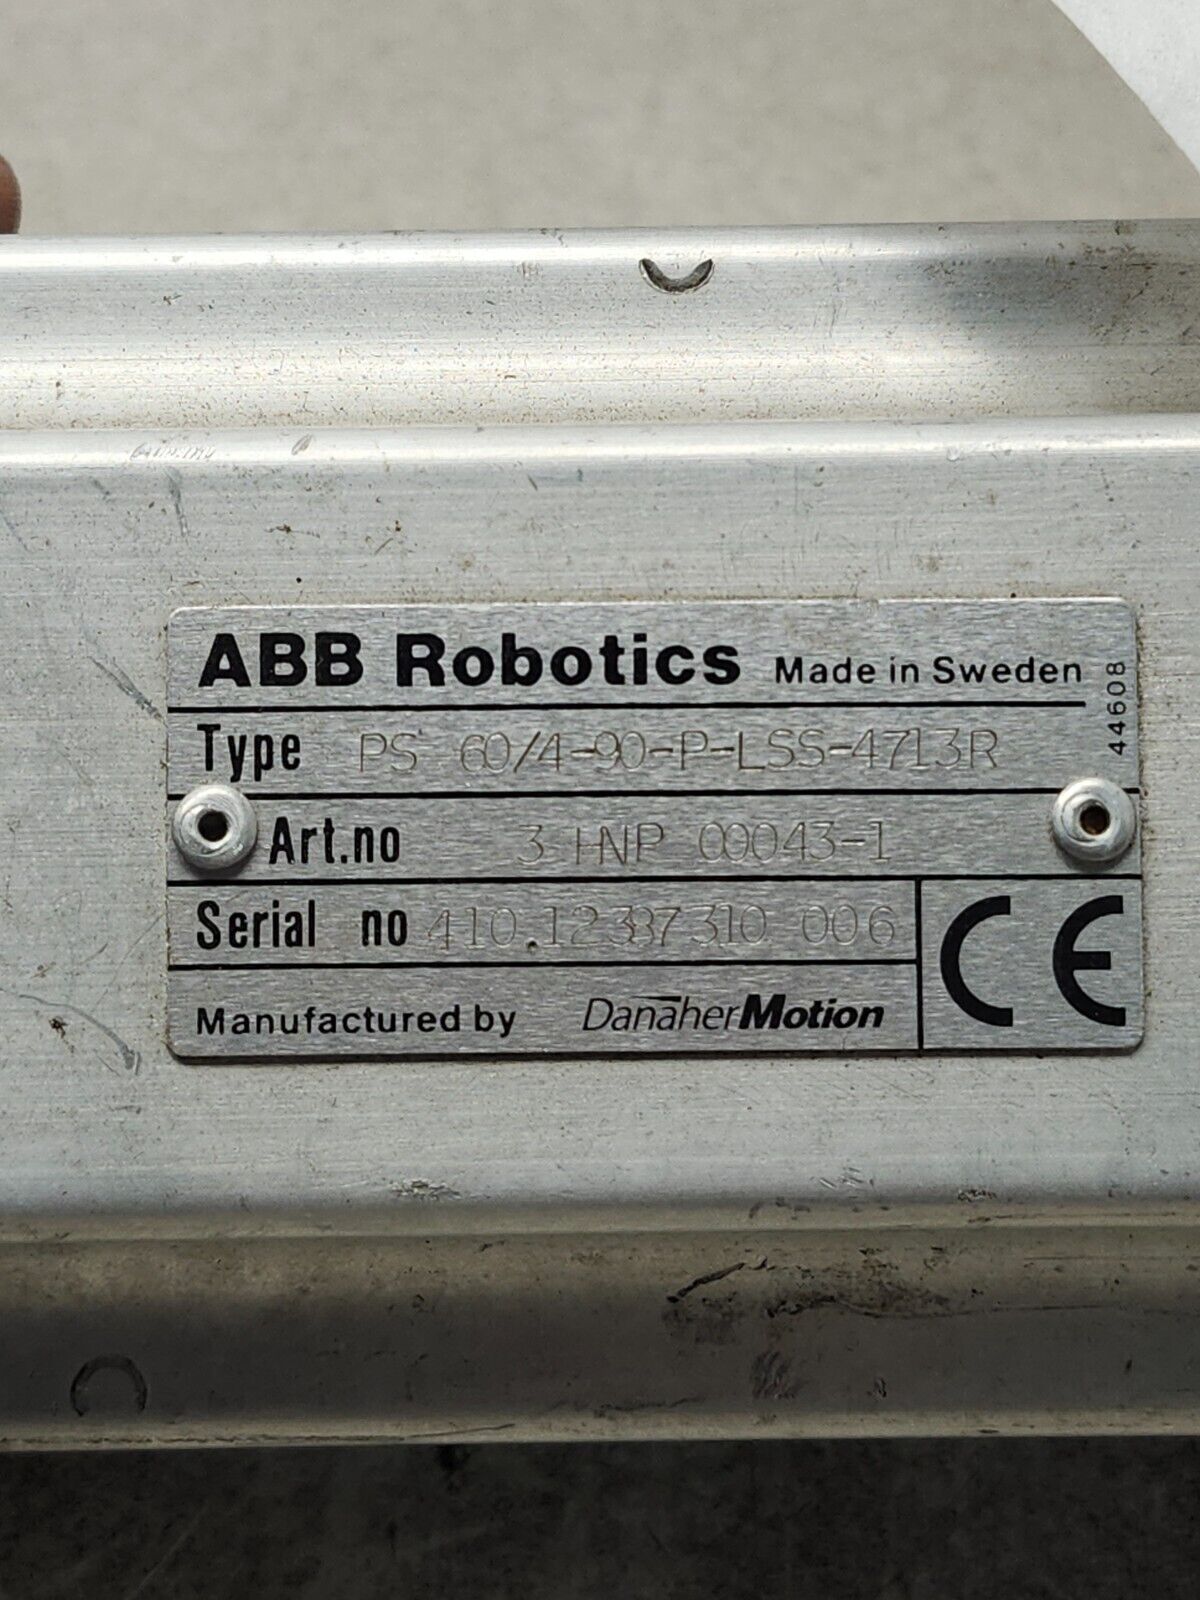 ABB Robotics Made in Sweden
44608
Type PS 60/4-90-P-LSS-4713R
Art.no 3 HNP 00043-1
Serial no 410.12387310 006
Manufactured by DanaherMotion
CE